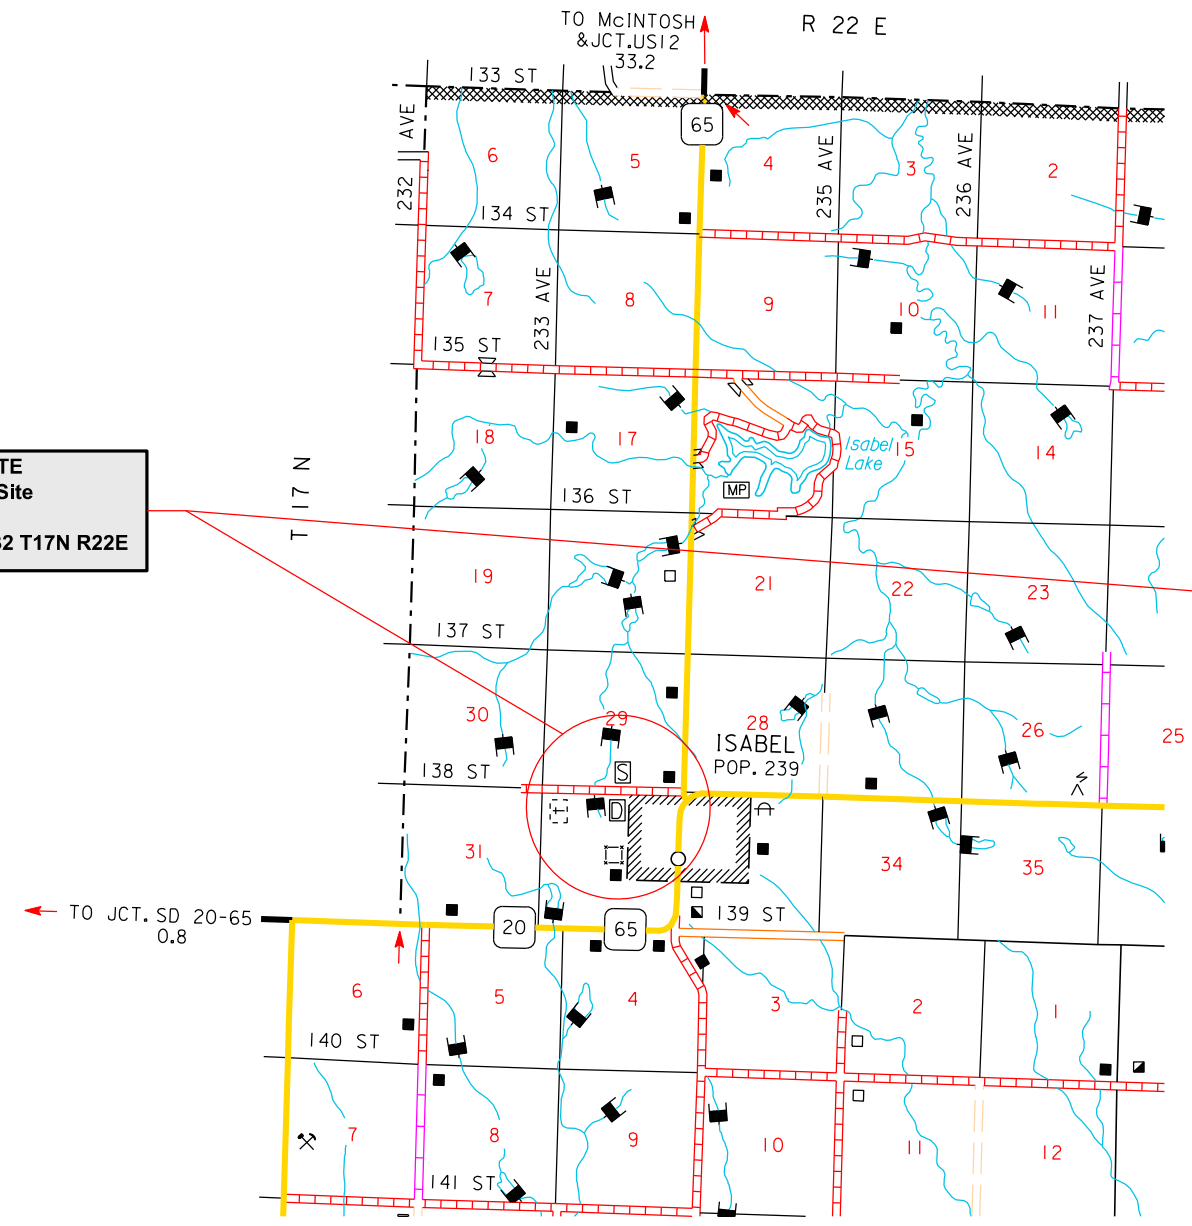 TO McINTOSH
&JCT.US12
33.2
R 22 E
133 ST
65
232 AVE
6
5
4
235 AVE
3
236 AVE
2
134 ST
7
233 AVE
8
9
10
11
237 AVE
135 ST
18
17
Isabel
Lake
15
14
MP
136 ST
T 17 N
TE
Site
32 T17N R22E
19
21
22
23
137 ST
30
29
28
26
25
ISABEL
POP. 239
138 ST
S
D
T
31
34
35
TO JCT. SD 20-65
0.8
20
65
139 ST
6
5
4
3
2
1
140 ST
7
8
9
10
11
12
141 ST